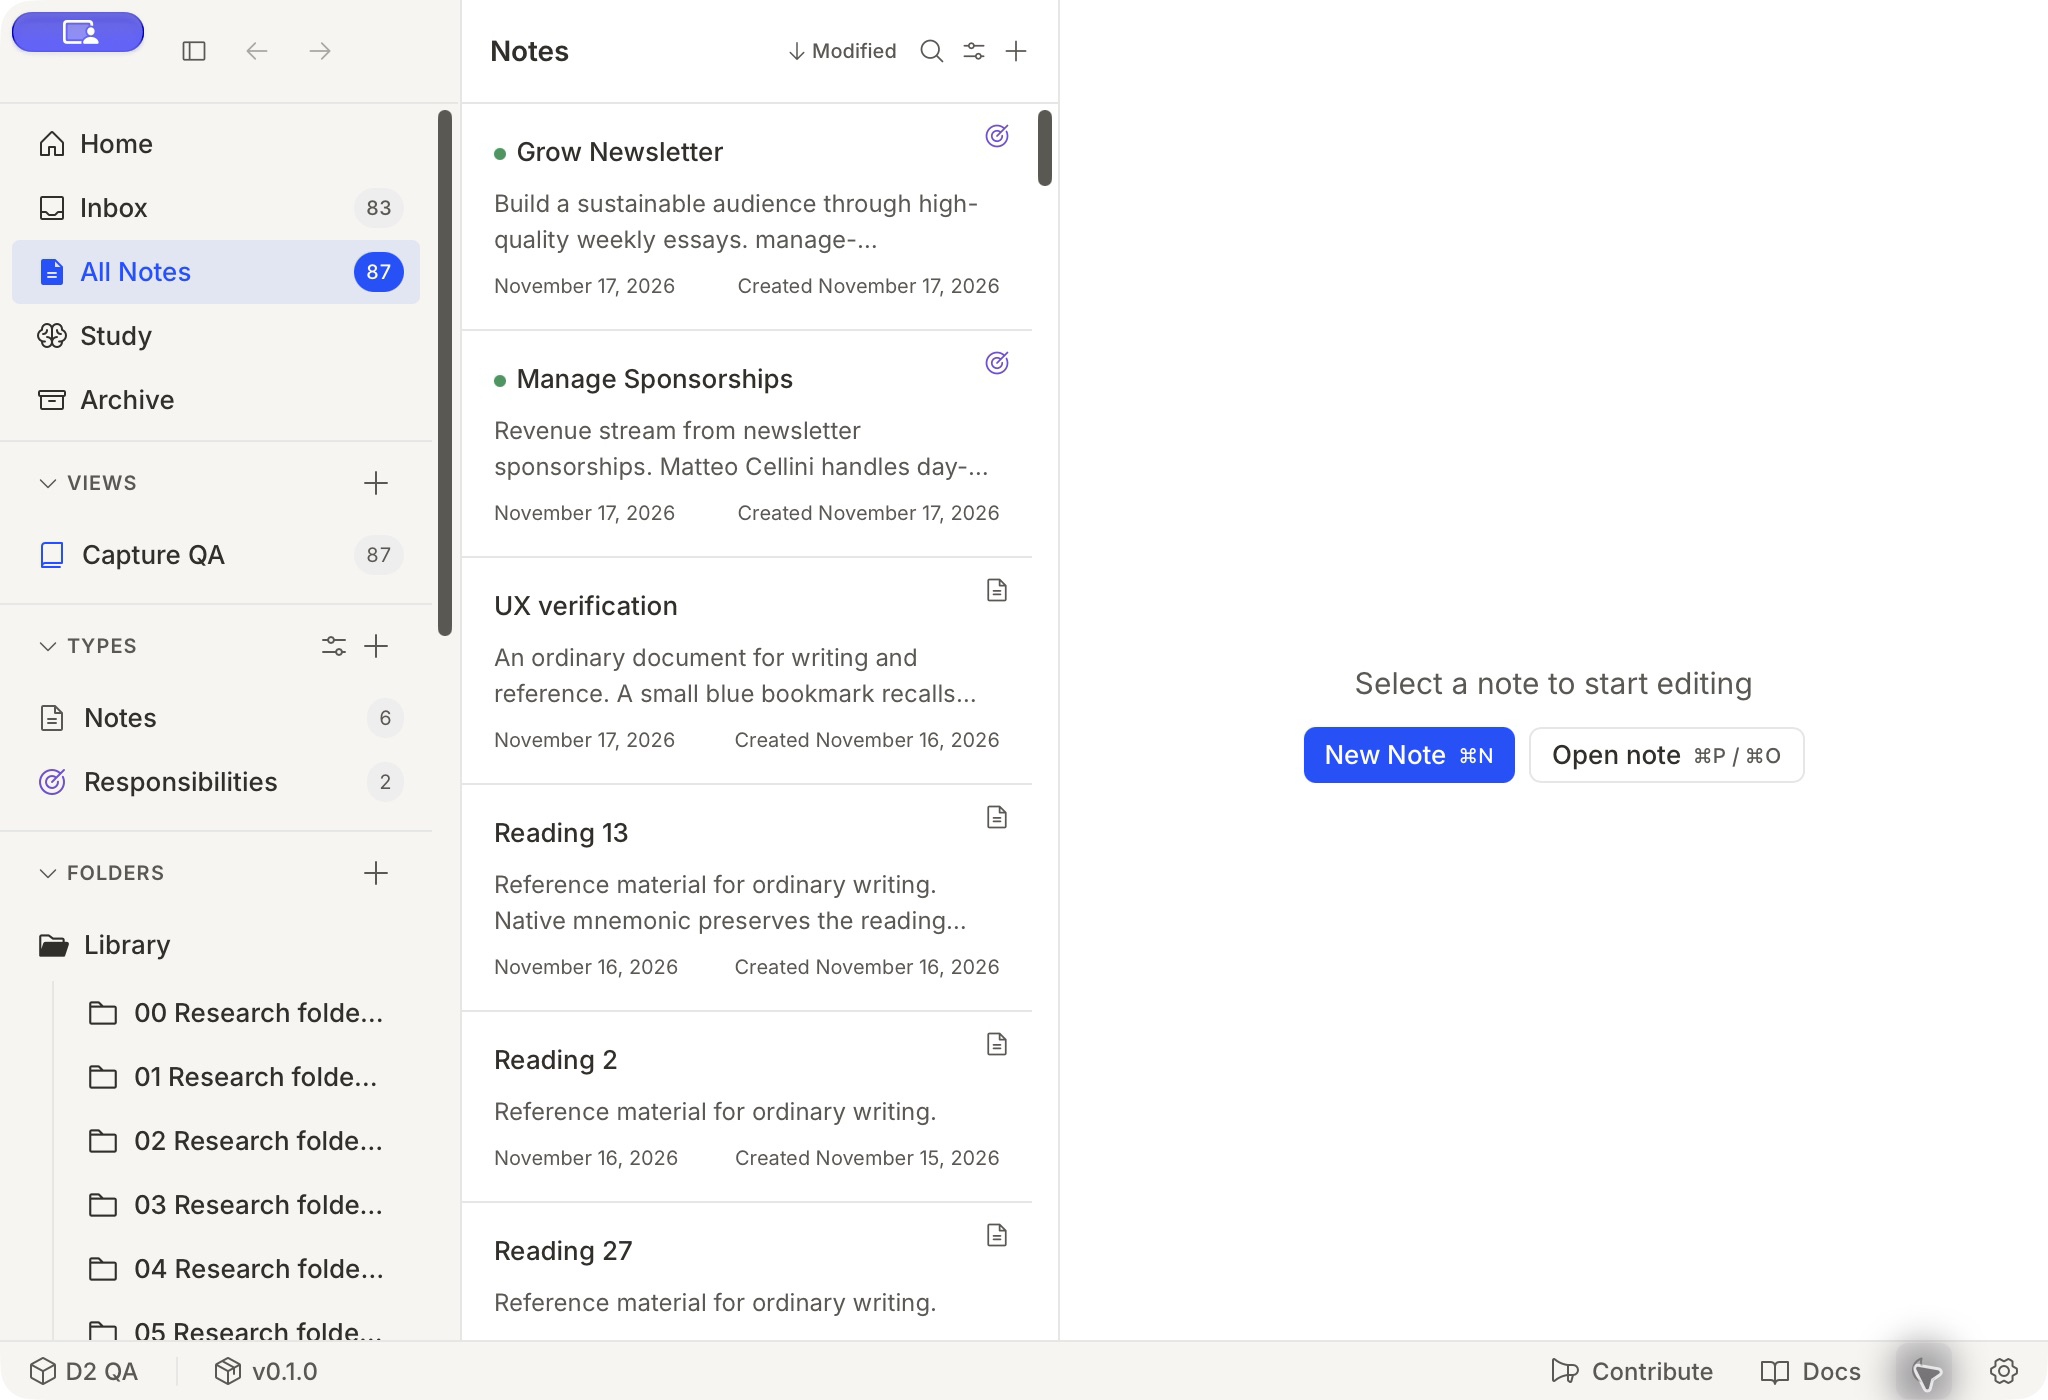 Home
Inbox 83
All Notes 87
Study
Archive
VIEWS
Capture QA 87
TYPES
Notes 6
Responsibilities 2
FOLDERS
Library
00 Research folde...
01 Research folde...
02 Research folde...
03 Research folde...
04 Research folde...
05 Research folde...
Notes
Modified
Grow Newsletter
Build a sustainable audience through high-
quality weekly essays. manage-...
November 17, 2026 Created November 17, 2026
Manage Sponsorships
Revenue stream from newsletter
sponsorships. Matteo Cellini handles day-...
November 17, 2026 Created November 17, 2026
UX verification
An ordinary document for writing and
reference. A small blue bookmark recalls...
November 17, 2026 Created November 16, 2026
Reading 13
Reference material for ordinary writing.
Native mnemonic preserves the reading...
November 16, 2026 Created November 16, 2026
Reading 2
Reference material for ordinary writing.
November 16, 2026 Created November 15, 2026
Reading 27
Reference material for ordinary writing.
Select a note to start editing
New Note ⌘N Open note ⌘P / ⌘O
D2 QA v0.1.0 Contribute Docs